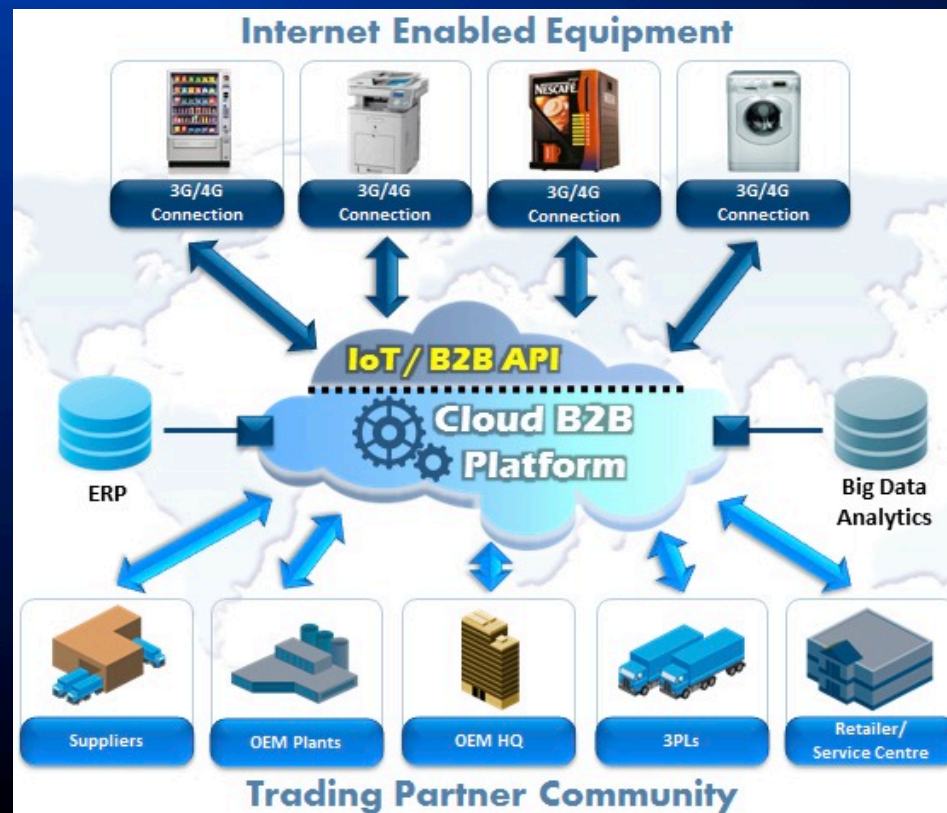 Internet Enabled Equipment
NESCAFÉ
3G/4G
Connection
3G/4G
Connection
3G/4G
Connection
3G/4G
Connection
IoT/ B2B API
Cloud B2B
Platform
ERP
Big Data
Analytics
Suppliers
OEM Plants
OEM HQ
3PLs
Retailer/
Service Centre
Trading Partner Community